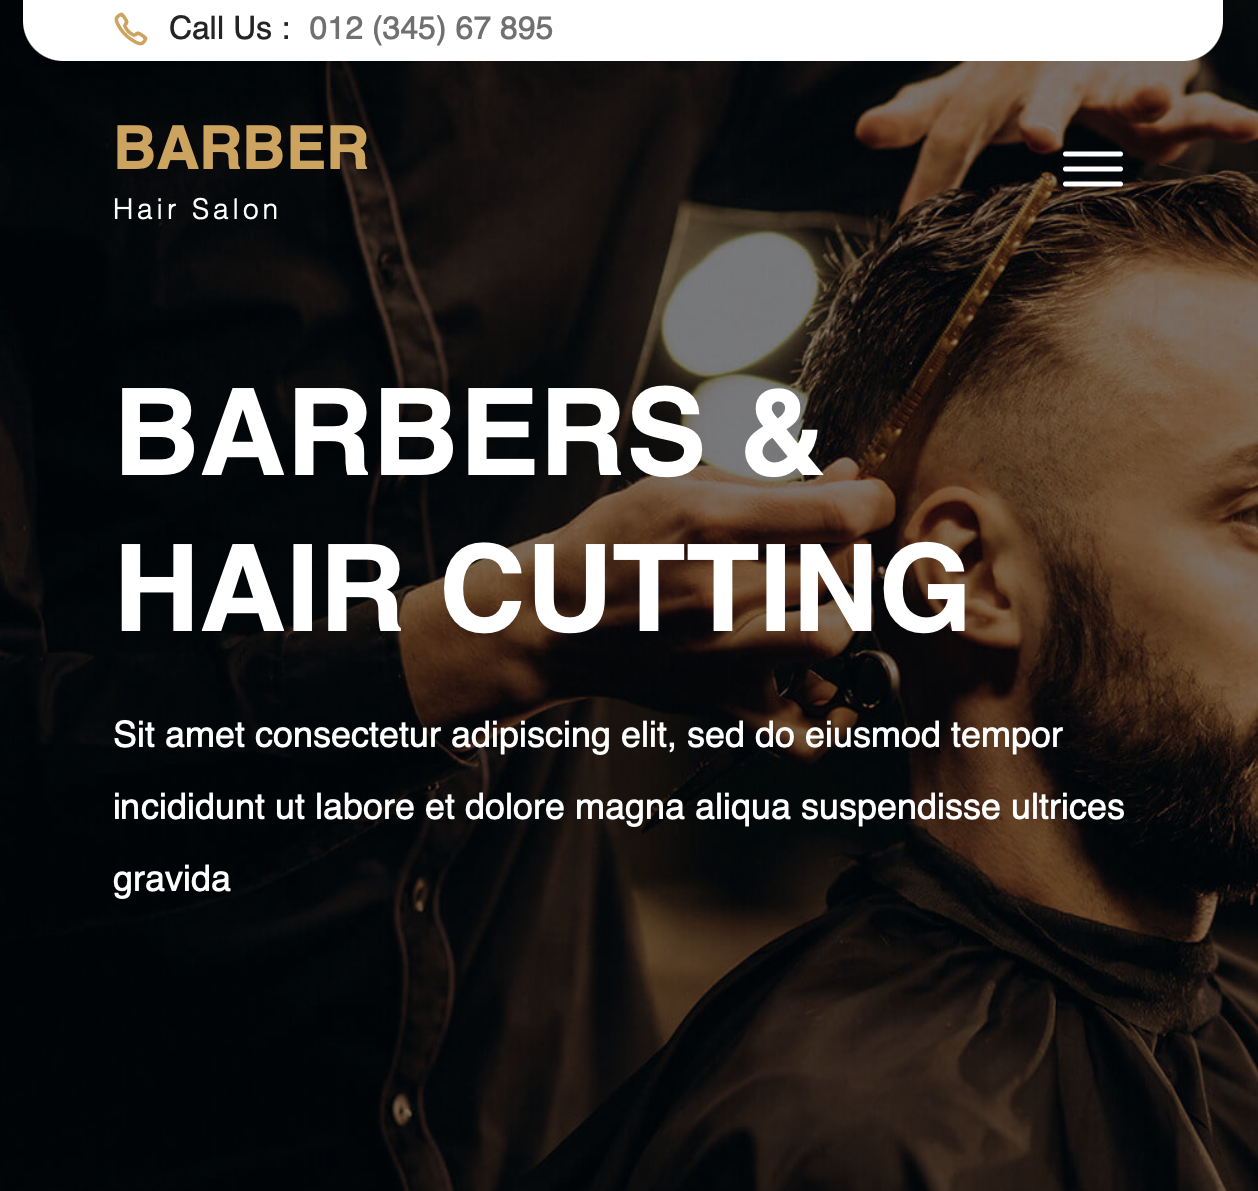 Call Us : 012 (345) 67 895
BARBER
Hair Salon
BARBERS &
HAIR CUTTING
Sit amet consectetur adipiscing elit, sed do eiusmod tempor
incididunt ut labore et dolore magna aliqua suspendisse ultrices
gravida